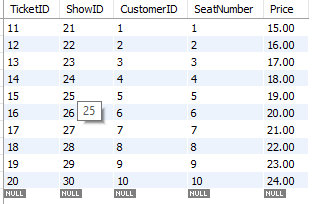 TicketID ShowID CustomerID SeatNumber Price
11 21 1 1 15.00
12 22 2 2 16.00
13 23 3 3 17.00
14 24 4 4 18.00
15 25 5 5 19.00
16 26 6 6 20.00
25
17 27 7 7 21.00
18 28 8 8 22.00
19 29 9 9 23.00
20 30 10 10 24.00
NULL NULL NULL NULL NULL